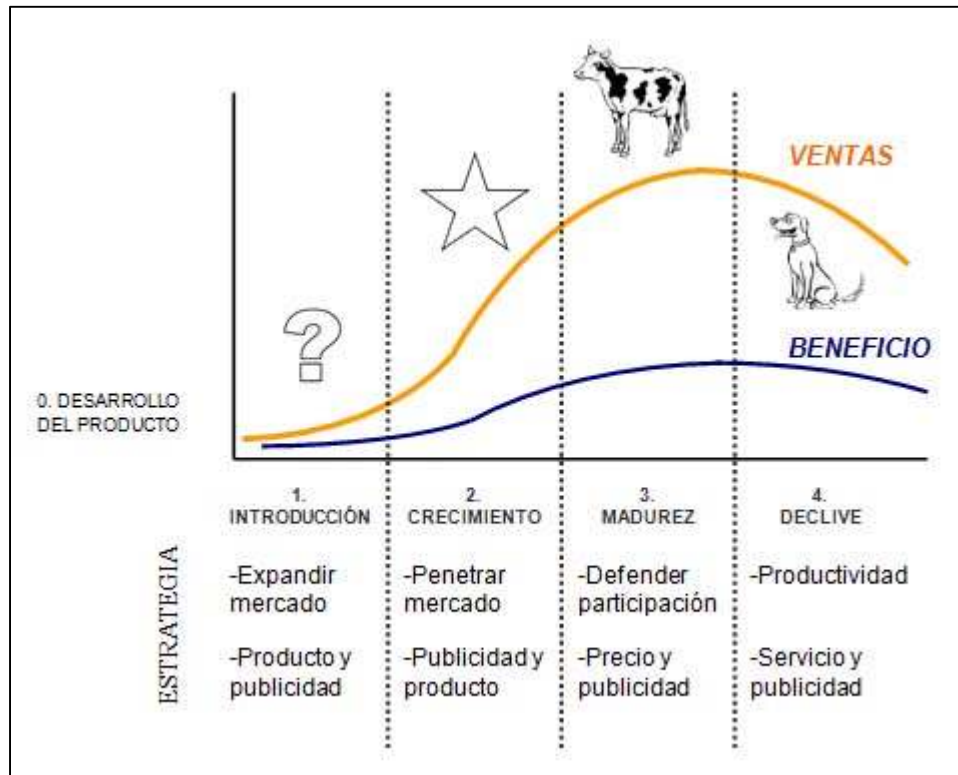 VENTAS
?
BENEFICIO
0. DESARROLLO
DEL PRODUCTO
1.
INTRODUCCIÓN
2.
CRECIMIENTO
3.
MADUREZ
4.
DECLIVE
ESTRATEGIA
-Expandir
mercado
-Producto y
publicidad
-Penetrar
mercado
-Publicidad y
producto
-Defender
participación
-Precio y
publicidad
-Productividad
-Servicio y
publicidad